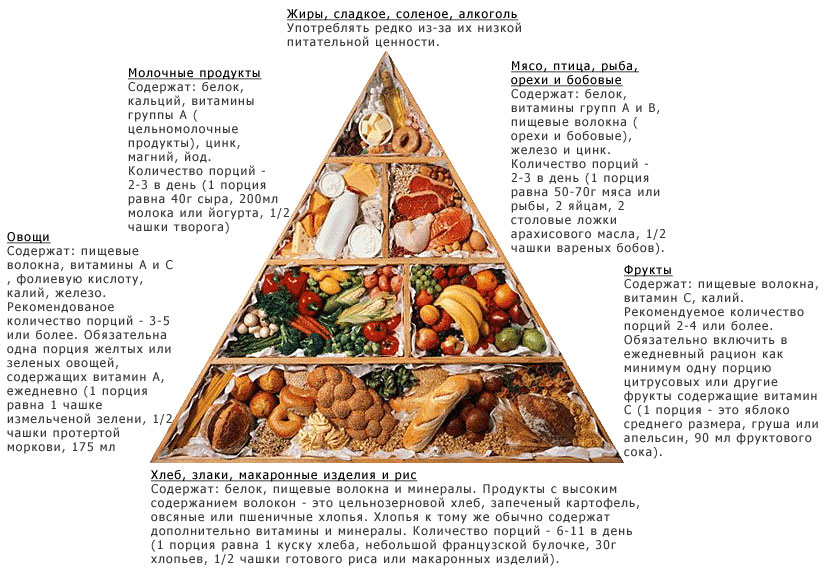 Жиры, сладкое, соленое, алкоголь
Употреблять редко из-за их низкой
питательной ценности.
Молочные продукты
Содержат: белок,
кальций, витамины
группы А (
цельномолочные
продукты), цинк,
магний, йод.
Количество порций -
2-3 в день (1 порция
равна 40г сыра, 200мл
молока или йогурта, 1/2
чашки творога)
Мясо, птица, рыба,
орехи и бобовые
Содержат: белок,
витамины групп А и В,
пищевые волокна (
орехи и бобовые),
железо и цинк.
Количество порций -
2-3 в день (1 порция
равна 50-70г мяса или
рыбы, 2 яйцам, 2
столовые ложки
арахисового масла, 1/2
чашки вареных бобов).
Овощи
Содержат: пищевые
волокна, витамины А и С
, фолиевую кислоту,
калий, железо.
Рекомендованое
количество порций - 3-5
или более. Обязательна
одна порция желтых или
зеленых овощей,
содержащих витамин А,
ежедневно (1 порция
равна 1 чашке
измельченой зелени, 1/2
чашки протертой
моркови, 175 мл
Фрукты
Содержат: пищевые волокна,
витамин С, калий.
Рекомендуемое количество
порций 2-4 или более.
Обязательно включить в
ежедневный рацион как
минимум одну порцию
цитрусовых или другие
фрукты содержащие витамин
С (1 порция - это яблоко
среднего размера, груша или
апельсин, 90 мл фруктового
сока).
Хлеб, злаки, макаронные изделия и рис
Содержат: белок, пищевые волокна и минералы. Продукты с высоким
содержанием волокон - это цельнозерновой хлеб, запеченый картофель,
овсяные или пшеничные хлопья. Хлопья к тому же обычно содержат
дополнительно витамины и минералы. Количество порций - 6-11 в день
(1 порция равна 1 куску хлеба, небольшой французской булочке, 30г
хлопьев, 1/2 чашки готового риса или макаронных изделий).